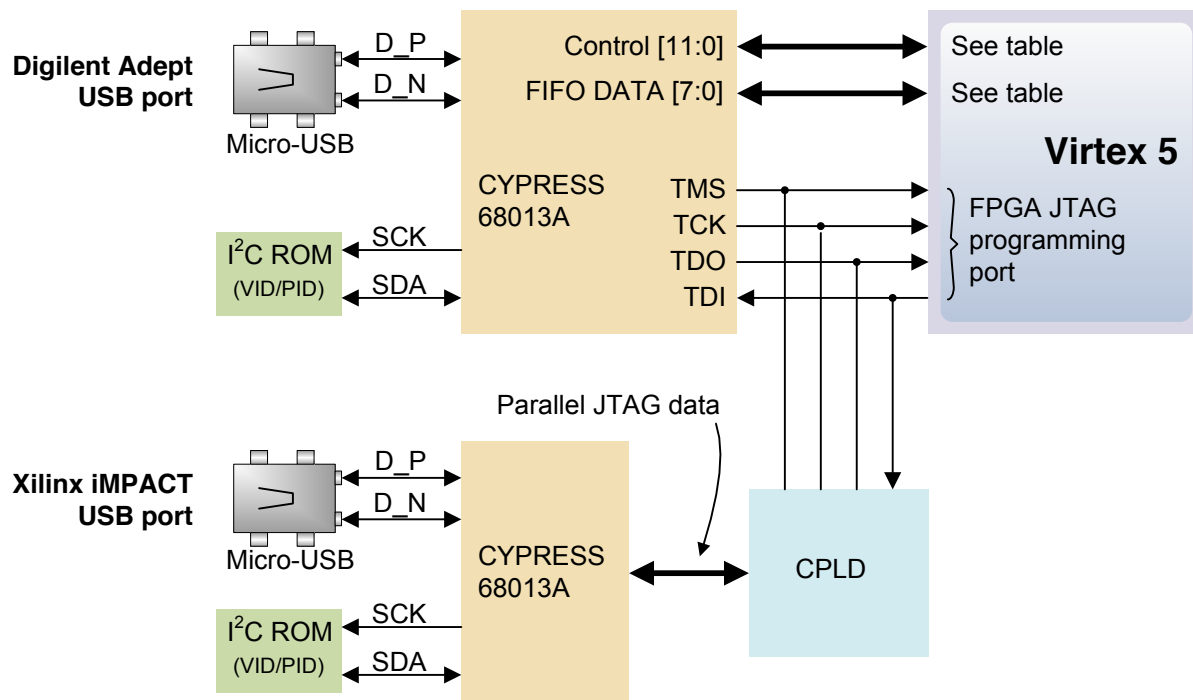 Digilent Adept
USB port
Micro-USB
D_P
D_N
Control [11:0]
FIFO DATA [7:0]
See table
See table
Virtex 5
CYPRESS
68013A
TMS
TCK
TDO
TDI
FPGA JTAG
programming
port
I²C ROM
(VID/PID)
SCK
SDA
Parallel JTAG data
Xilinx iMPACT
USB port
Micro-USB
D_P
D_N
CYPRESS
68013A
CPLD
I²C ROM
(VID/PID)
SCK
SDA